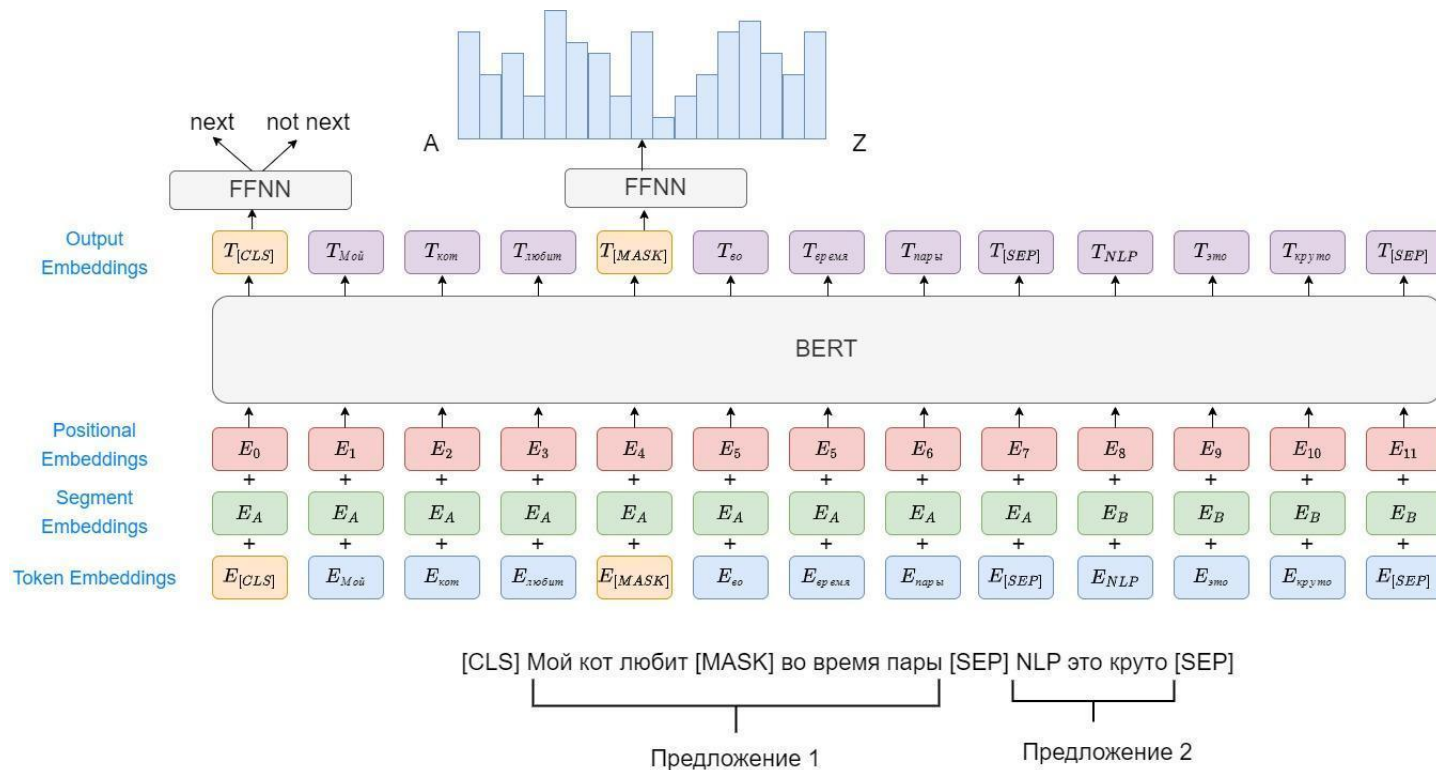 next not next
A Z
FFNN FFNN
Output
Embeddings
T[CLS] TМой Tкот Tлюбит T[MASK] Tво Tвремя Tпары T[SEP] TNLP Tэто Tкруто T[SEP]
BERT
Positional
Embeddings
E0 E1 E2 E3 E4 E5 E5 E6 E7 E8 E9 E10 E11
+ + + + + + + + + + + + +
Segment
Embeddings
EA EA EA EA EA EA EA EA EA EB EB EB EB
+ + + + + + + + + + + + +
Token Embeddings
E[CLS] EМой Eкот Eлюбит E[MASK] Eво Eвремя Eпары E[SEP] ENLP Eэто Eкруто E[SEP]
[CLS] Мой кот любит [MASK] во время пары [SEP] NLP это круто [SEP]
Предложение 1 Предложение 2